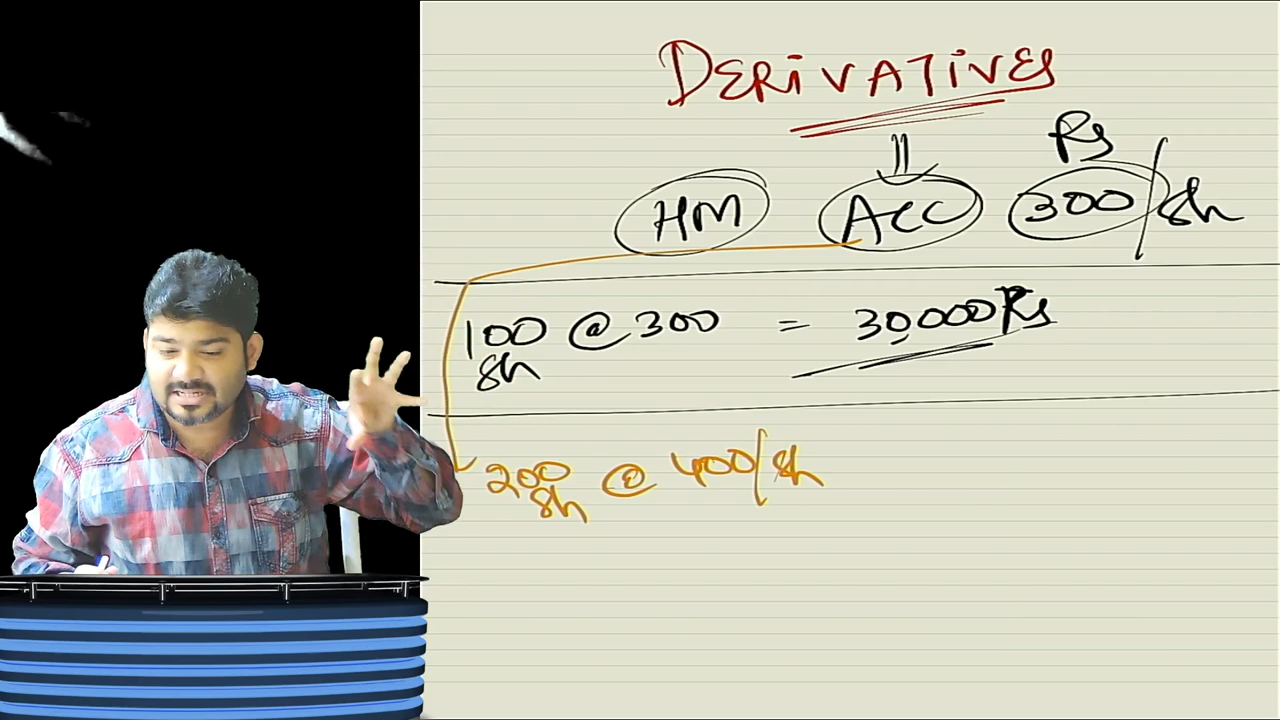 DERIVATIVES
HM ACC Rs 300/sh
100 sh @ 300 = 30,000 Rs
200 sh @ 400/sh